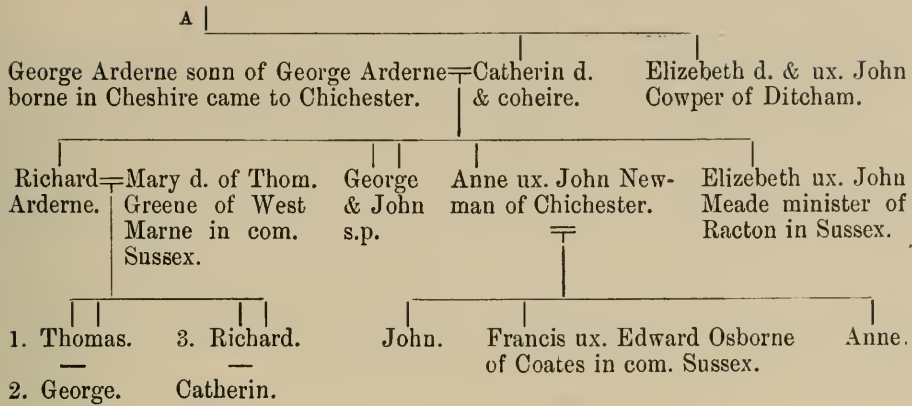 A
George Arderne sonn of George Arderne Catherin d. Elizebeth d. & ux. John
borne in Cheshire came to Chichester. & coheire. Cowper of Ditcham.
Richard Mary d. of Thom. George Anne ux. John New- Elizebeth ux. John
Arderne. Greene of West & John man of Chichester. Meade minister of
Marne in com. s.p. Racton in Sussex.
Sussex.
1. Thomas. 3. Richard. John. Francis ux. Edward Osborne Anne.
of Coates in com. Sussex.
2. George. Catherin.